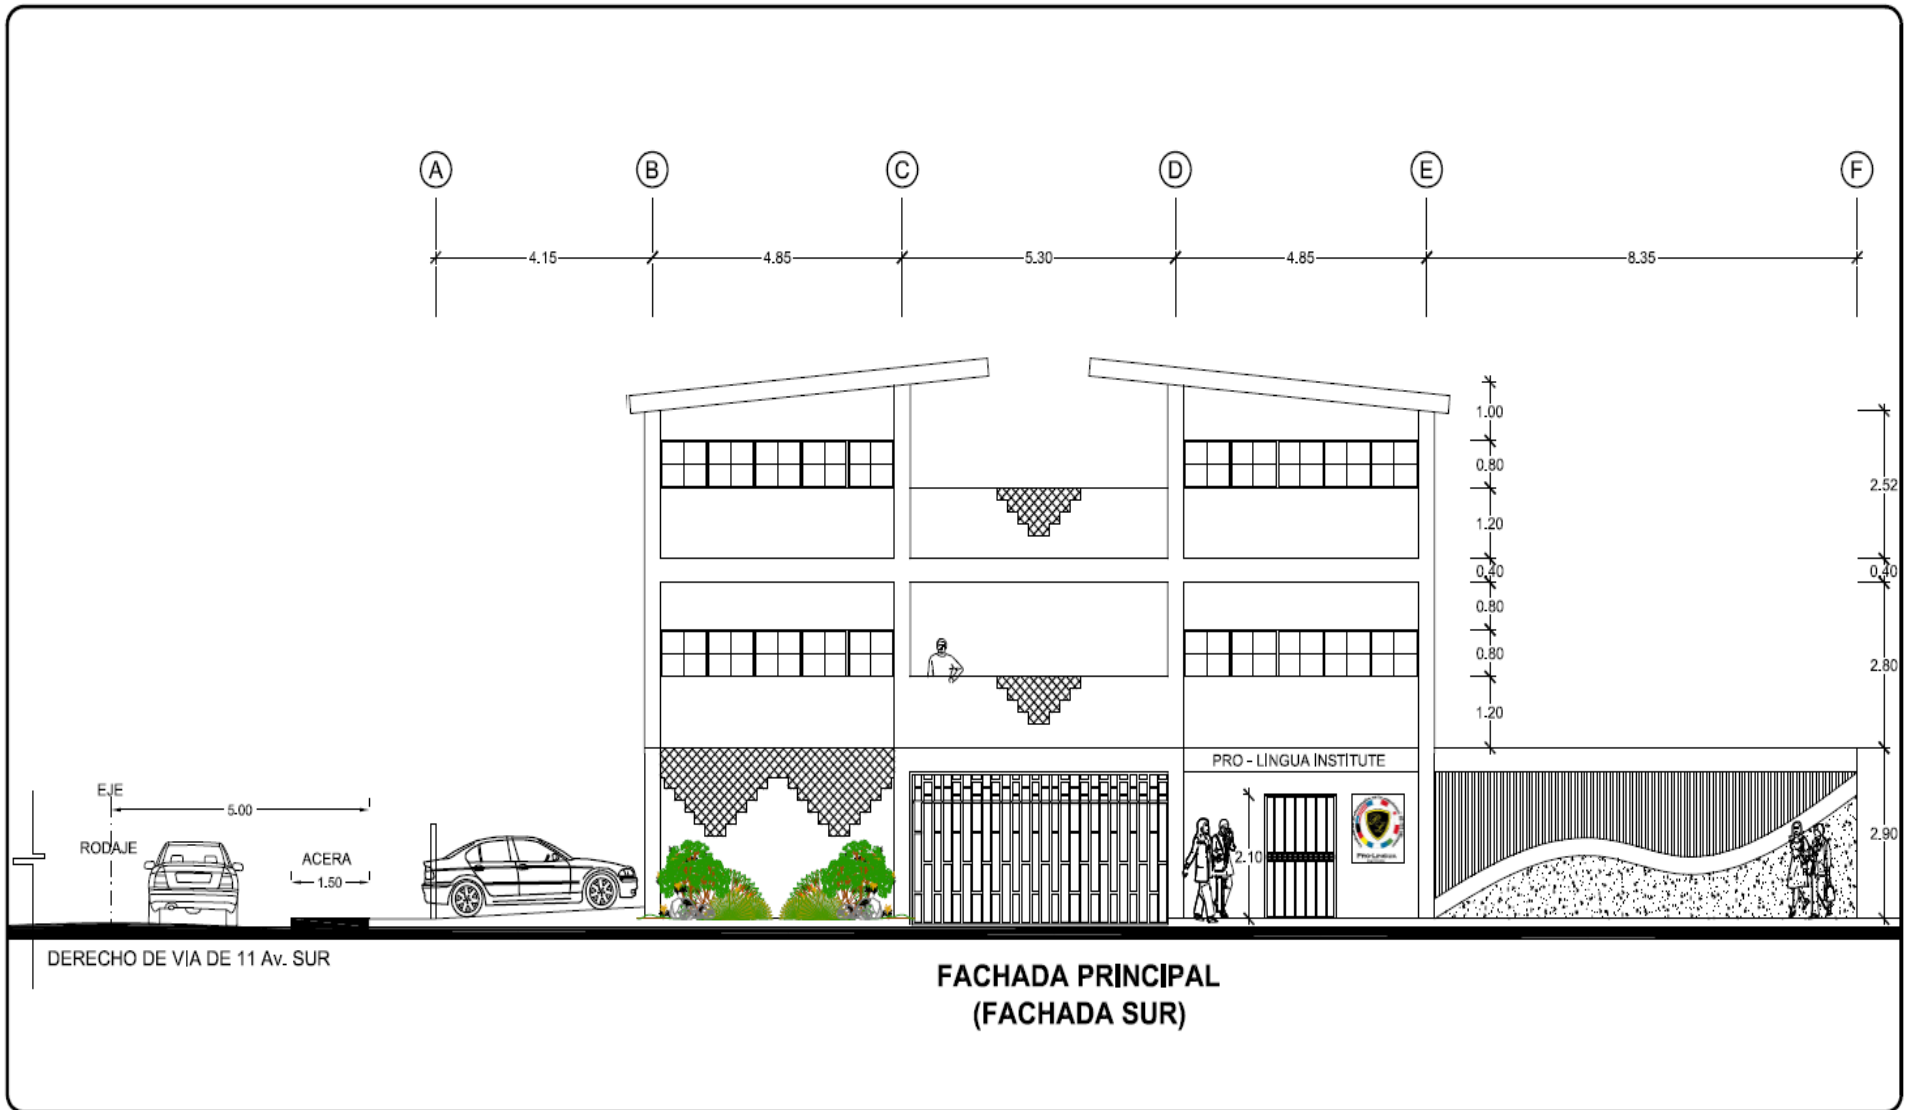 A B C D E F
4.15 4.85 5.30 4.85 8.35
1.00
0.80
2.52
1.20
0.40 0.40
0.80
0.80
2.80
1.20
PRO - LINGUA INSTITUTE
EJE
5.00
RODAJE
ACERA
1.50
2.10
2.90
DERECHO DE VIA DE 11 Av. SUR
FACHADA PRINCIPAL
(FACHADA SUR)